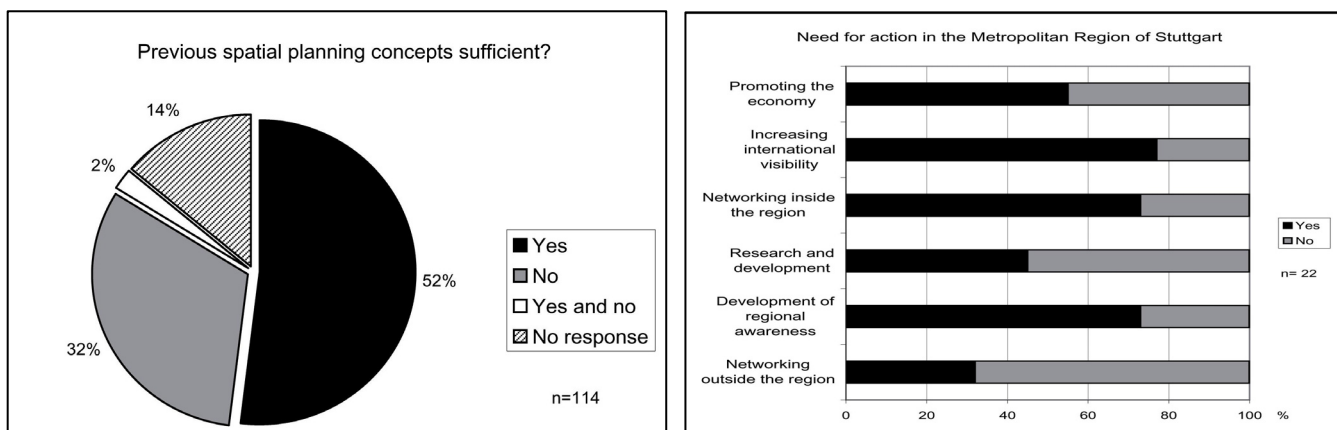 Previous spatial planning concepts sufficient?
14%
2%
52%
32%
Yes
No
Yes and no
No response
n=114
Need for action in the Metropolitan Region of Stuttgart
Promoting the
economy
Increasing
international
visibility
Networking inside
the region
Research and
development
Development of
regional
awareness
Networking
outside the region
Yes
No
n= 22
0 20 40 60 80 100 %